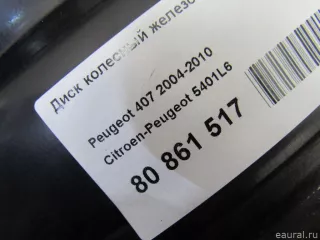 Диск колесный железо
Peugeot 407 2004-2010
Citroen-Peugeot 5401L6
80 861 517
eaural.ru